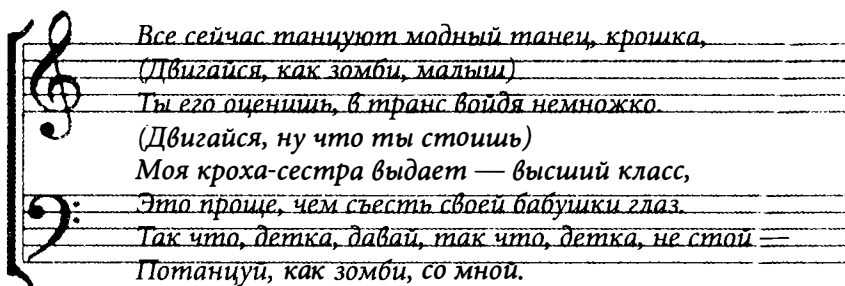 Все сейчас танцуют модный танец, крошка,
(Двигайся, как зомби, малыш)
Ты его оценишь, в транс войдя немножко.
(Двигайся, ну что ты стоишь)
Моя кроха-сестра выдает — высший класс,
Это проще, чем съесть своей бабушки глаз.
Так что, детка, давай, так что, детка, не стой —
Потанцуй, как зомби, со мной.